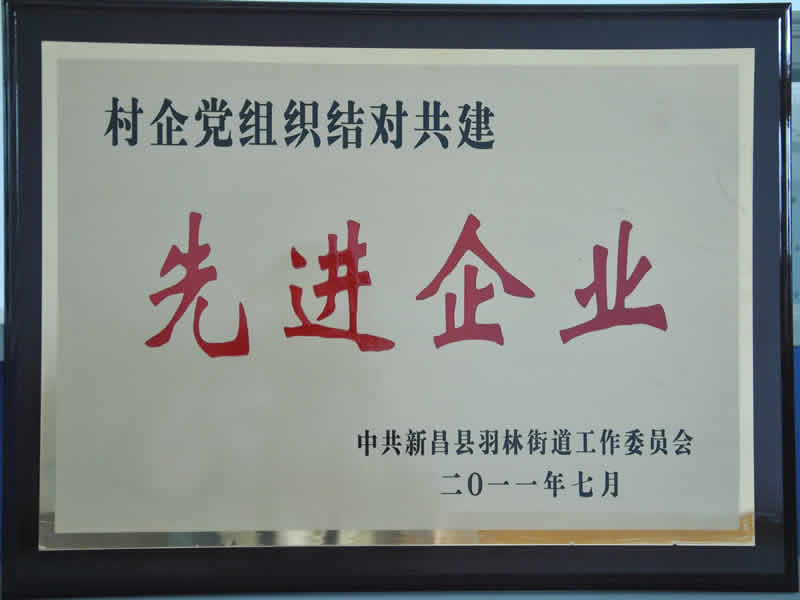 村企党组织结对共建
先进企业
中共新昌县羽林街道工作委员会
二0一一年七月